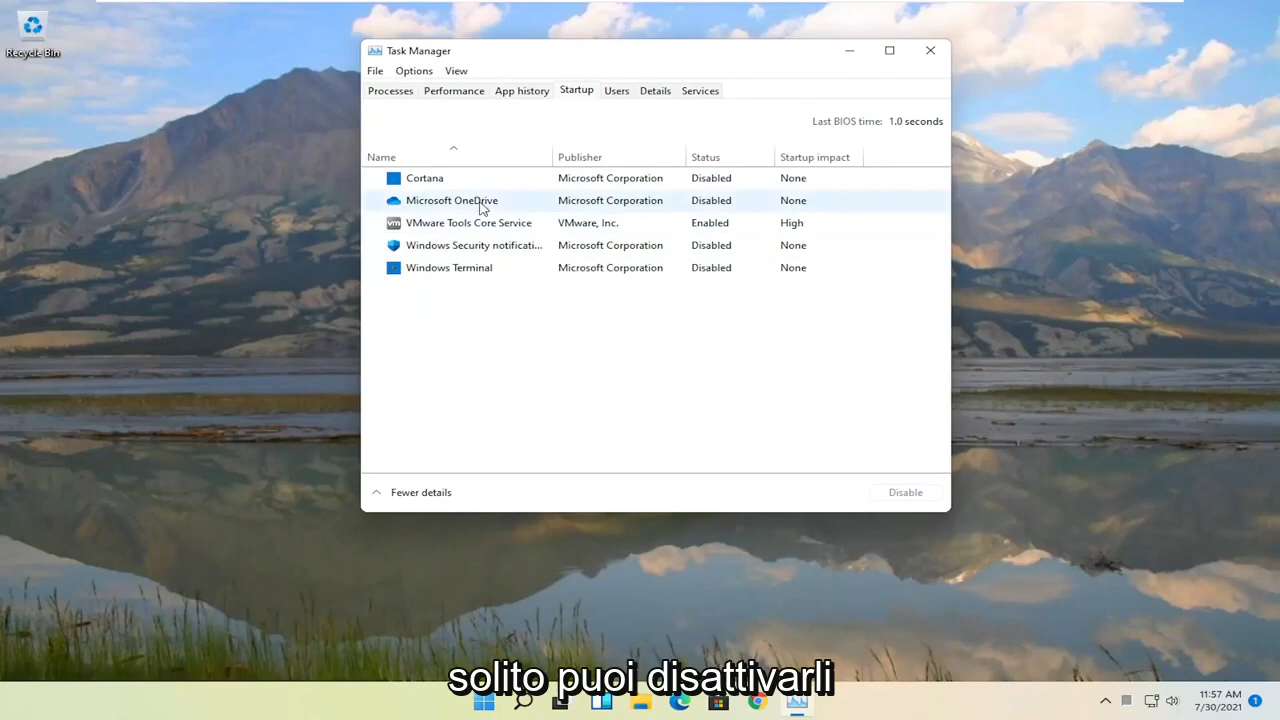 Recycle Bin
Task Manager
File Options View
Processes Performance App history Startup Users Details Services
Last BIOS time: 1.0 seconds
Name Publisher Status Startup impact
Cortana Microsoft Corporation Disabled None
Microsoft OneDrive Microsoft Corporation Disabled None
vm VMware Tools Core Service VMware, Inc. Enabled High
Windows Security notificati... Microsoft Corporation Disabled None
Windows Terminal Microsoft Corporation Disabled None
Fewer details Disable
solito puoi disattivarli
11:57 AM
7/30/2021
1